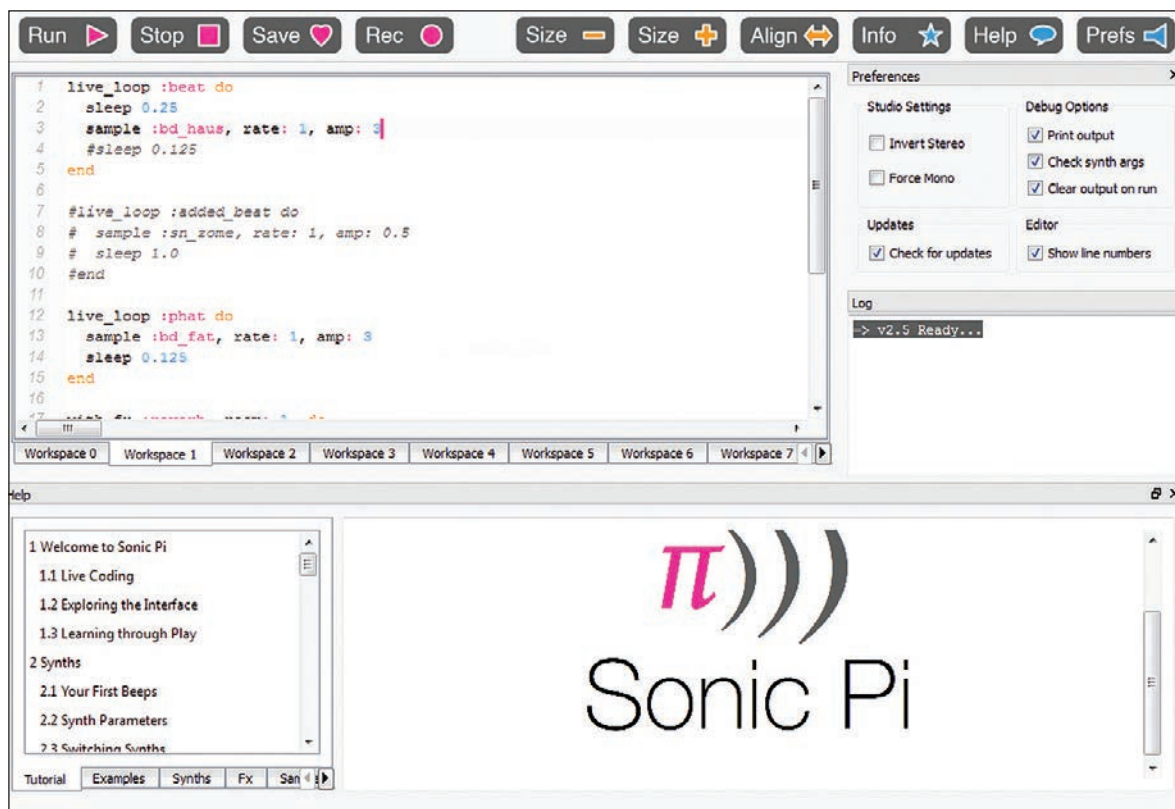 Run Stop Save Rec Size Size Align Info Help Prefs
1 live_loop :beat do
2 sleep 0.25
3 sample :bd_haus, rate: 1, amp: 3
4 #sleep 0.125
5 end
6
7 #live_loop :added_beat do
8 # sample :sn_zome, rate: 1, amp: 0.5
9 # sleep 1.0
10 #end
11
12 live_loop :phat do
13 sample :bd_fat, rate: 1, amp: 3
14 sleep 0.125
15 end
16
17
Workspace 0 Workspace 1 Workspace 2 Workspace 3 Workspace 4 Workspace 5 Workspace 6 Workspace 7
Preferences
Studio Settings
Invert Stereo
Force Mono
Debug Options
Print output
Check synth args
Clear output on run
Updates
Check for updates
Editor
Show line numbers
Log
=> v2.5 Ready...
Help
1 Welcome to Sonic Pi
1.1 Live Coding
1.2 Exploring the Interface
1.3 Learning through Play
2 Synths
2.1 Your First Beeps
2.2 Synth Parameters
2.3 Switching Synths
Tutorial Examples Synths Fx
π)))
Sonic Pi